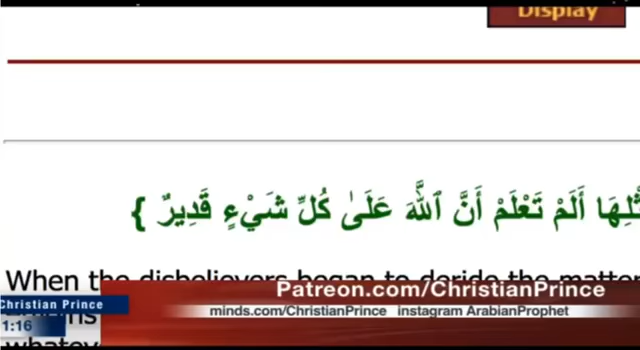 Display
ثْلِهَا أَلَمْ تَعْلَمْ أَنَّ ٱللَّهَ عَلَىٰ كُلِّ شَيْءٍ قَدِيرٌ }
When the disbelievers began to deride the matter
Patreon.com/ChristianPrince
Christian Prince
minds.com/ChristianPrince instagram ArabianProphet
1:16